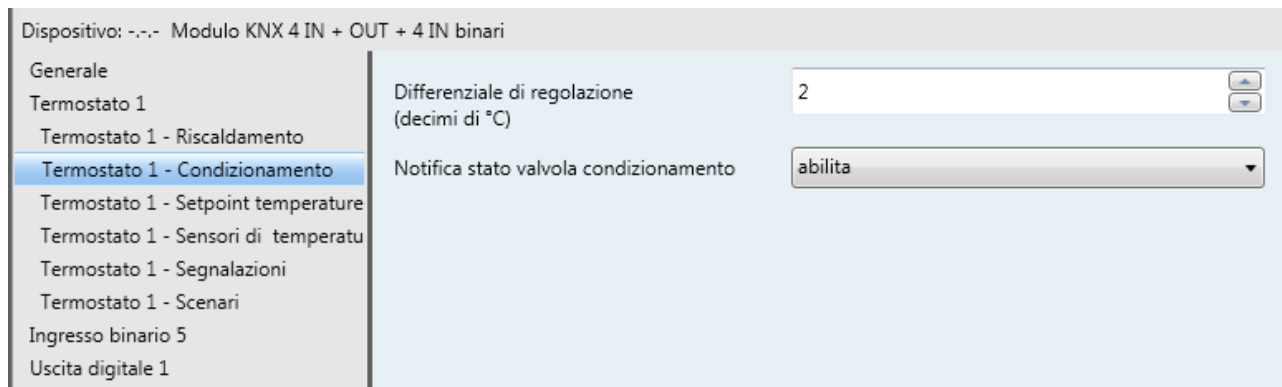 Dispositivo: -.-.- Modulo KNX 4 IN + OUT + 4 IN binari
Generale
Termostato 1
Termostato 1 - Riscaldamento
Termostato 1 - Condizionamento
Termostato 1 - Setpoint temperature
Termostato 1 - Sensori di temperatu
Termostato 1 - Segnalazioni
Termostato 1 - Scenari
Ingresso binario 5
Uscita digitale 1
Differenziale di regolazione
(decimi di °C)
2
Notifica stato valvola condizionamento
abilita